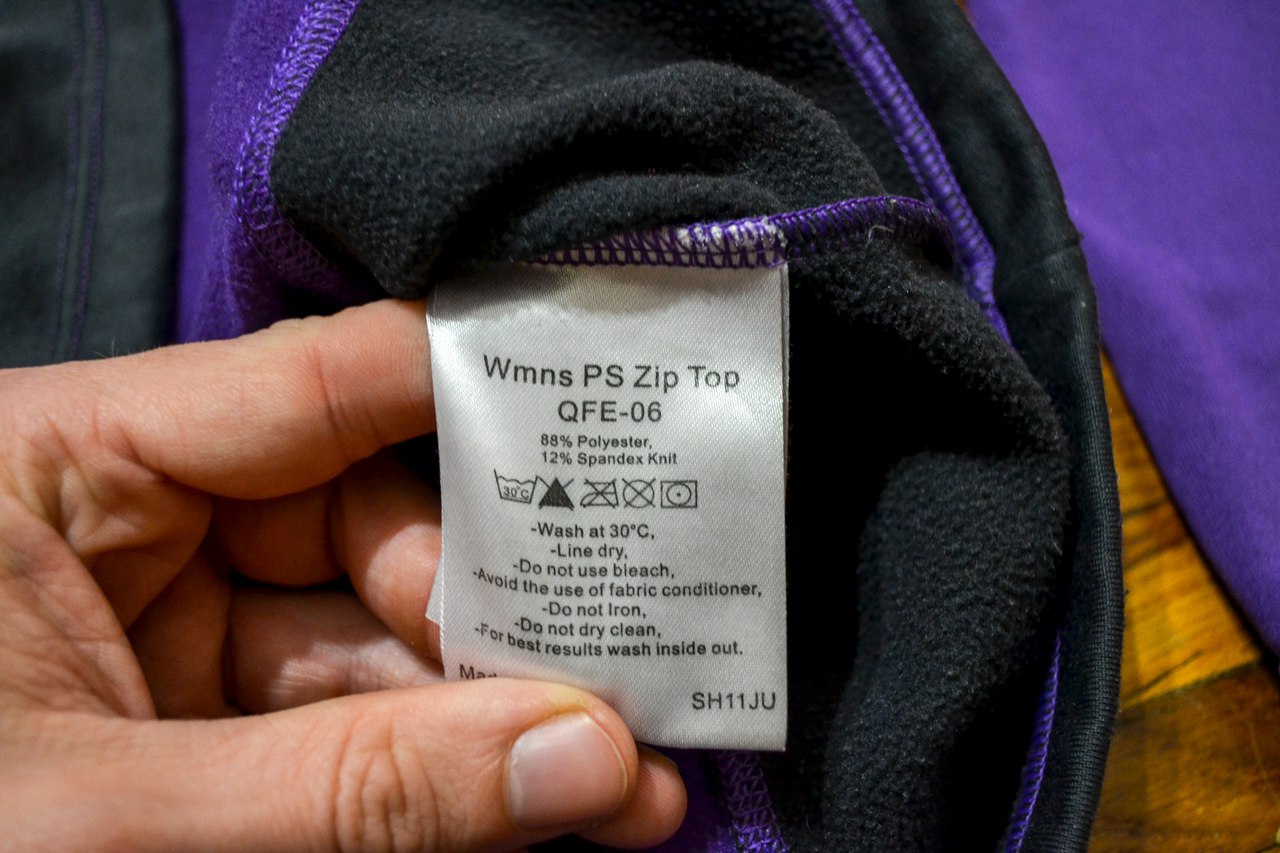 Wmns PS Zip Top
QFE-06
88% Polyester,
12% Spandex Knit
30°C
-Wash at 30°C,
-Line dry,
-Do not use bleach,
-Avoid the use of fabric conditioner,
-Do not Iron,
-Do not dry clean,
-For best results wash inside out.
SH11JU